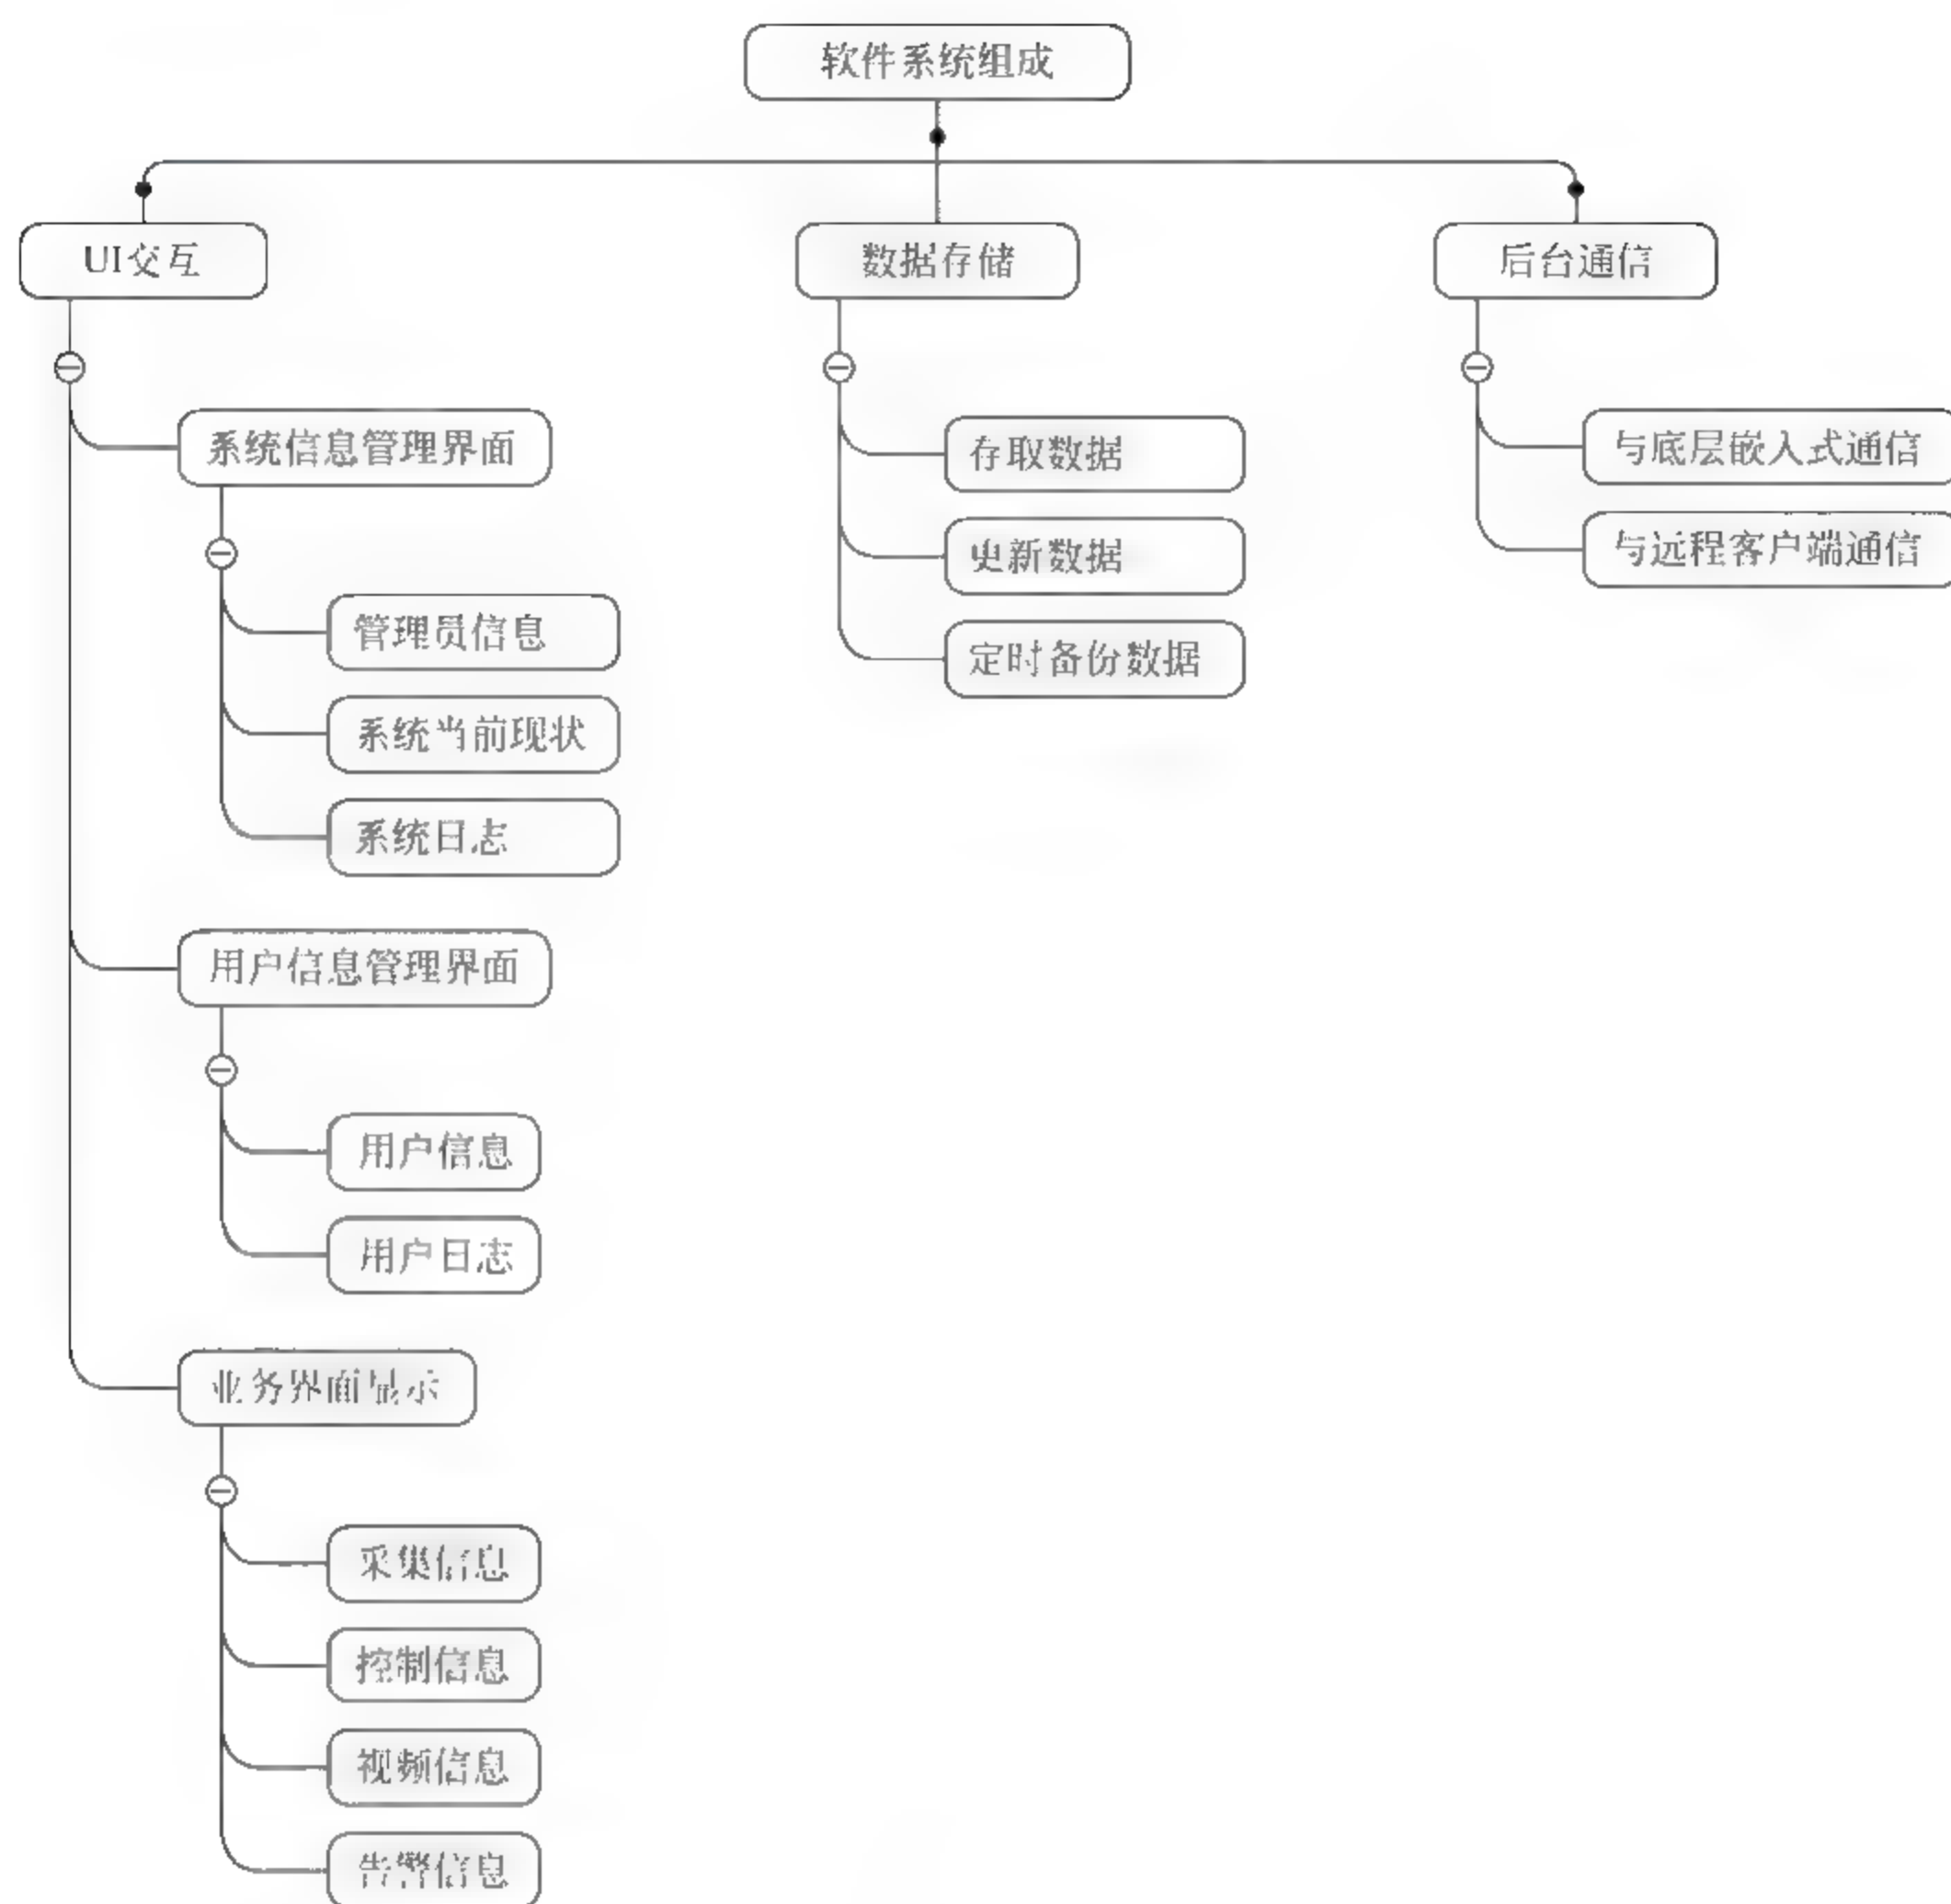 软件系统组成
UI交互
数据存储
后台通信
系统信息管理界面
管理员信息
系统当前现状
系统日志
用户信息管理界面
用户信息
用户日志
业务界面显示
采集信息
控制信息
视频信息
告警信息
存取数据
更新数据
定时备份数据
与底层嵌入式通信
与远程客户端通信